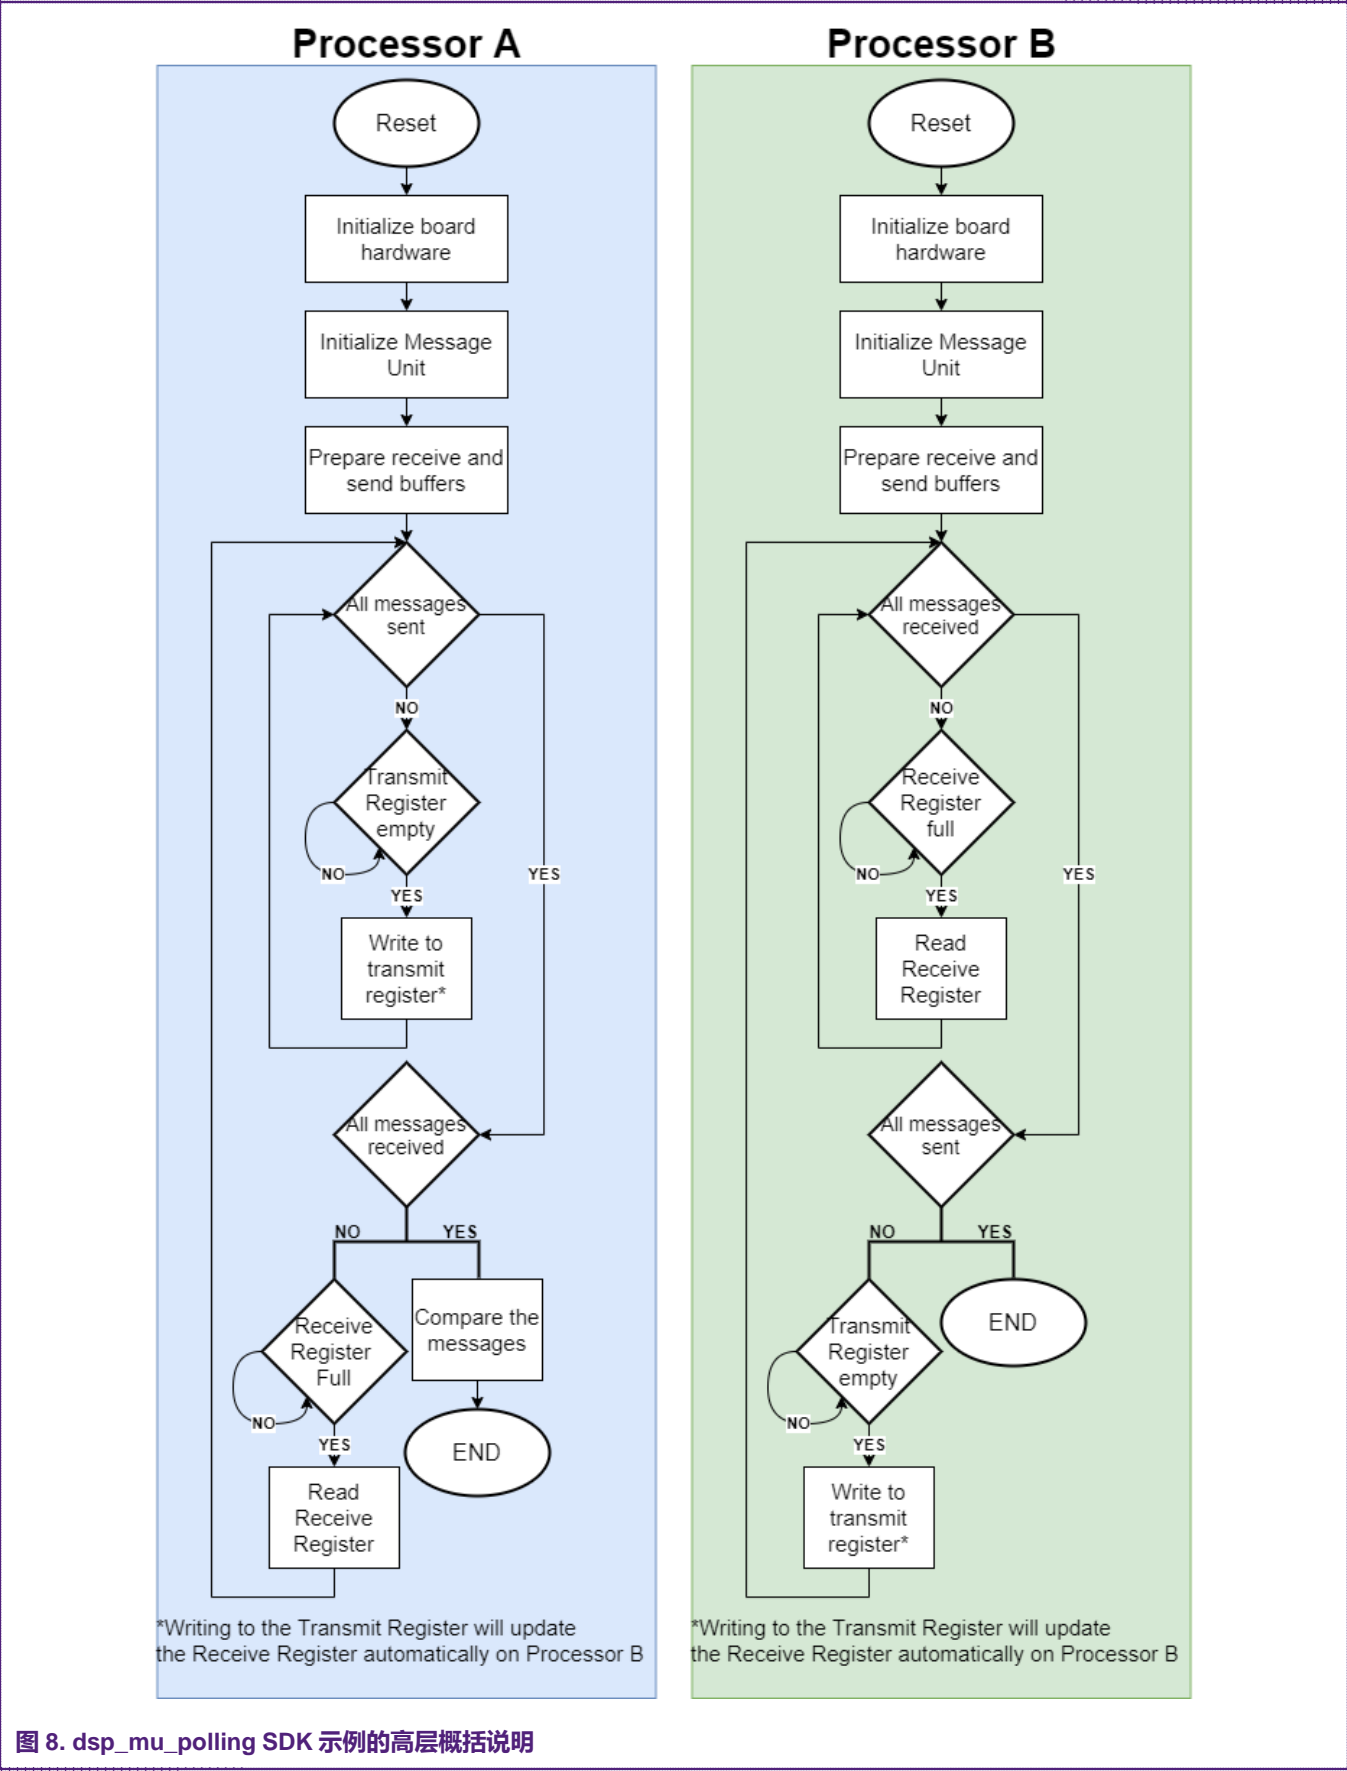 Processor A
Reset
Initialize board
hardware
Initialize Message
Unit
Prepare receive and
send buffers
All messages
sent
NO
Transmit
Register
empty
NO
YES
YES
Write to
transmit
register*
All messages
received
NO
YES
Receive
Register
Full
NO
YES
Compare the
messages
END
Read
Receive
Register
*Writing to the Transmit Register will update
the Receive Register automatically on Processor B
Processor B
Reset
Initialize board
hardware
Initialize Message
Unit
Prepare receive and
send buffers
All messages
received
NO
Receive
Register
full
NO
YES
YES
Read
Receive
Register
All messages
sent
NO
YES
Transmit
Register
empty
NO
YES
END
Write to
transmit
register*
*Writing to the Transmit Register will update
the Receive Register automatically on Processor B
图 8. dsp_mu_polling SDK 示例的高层概括说明